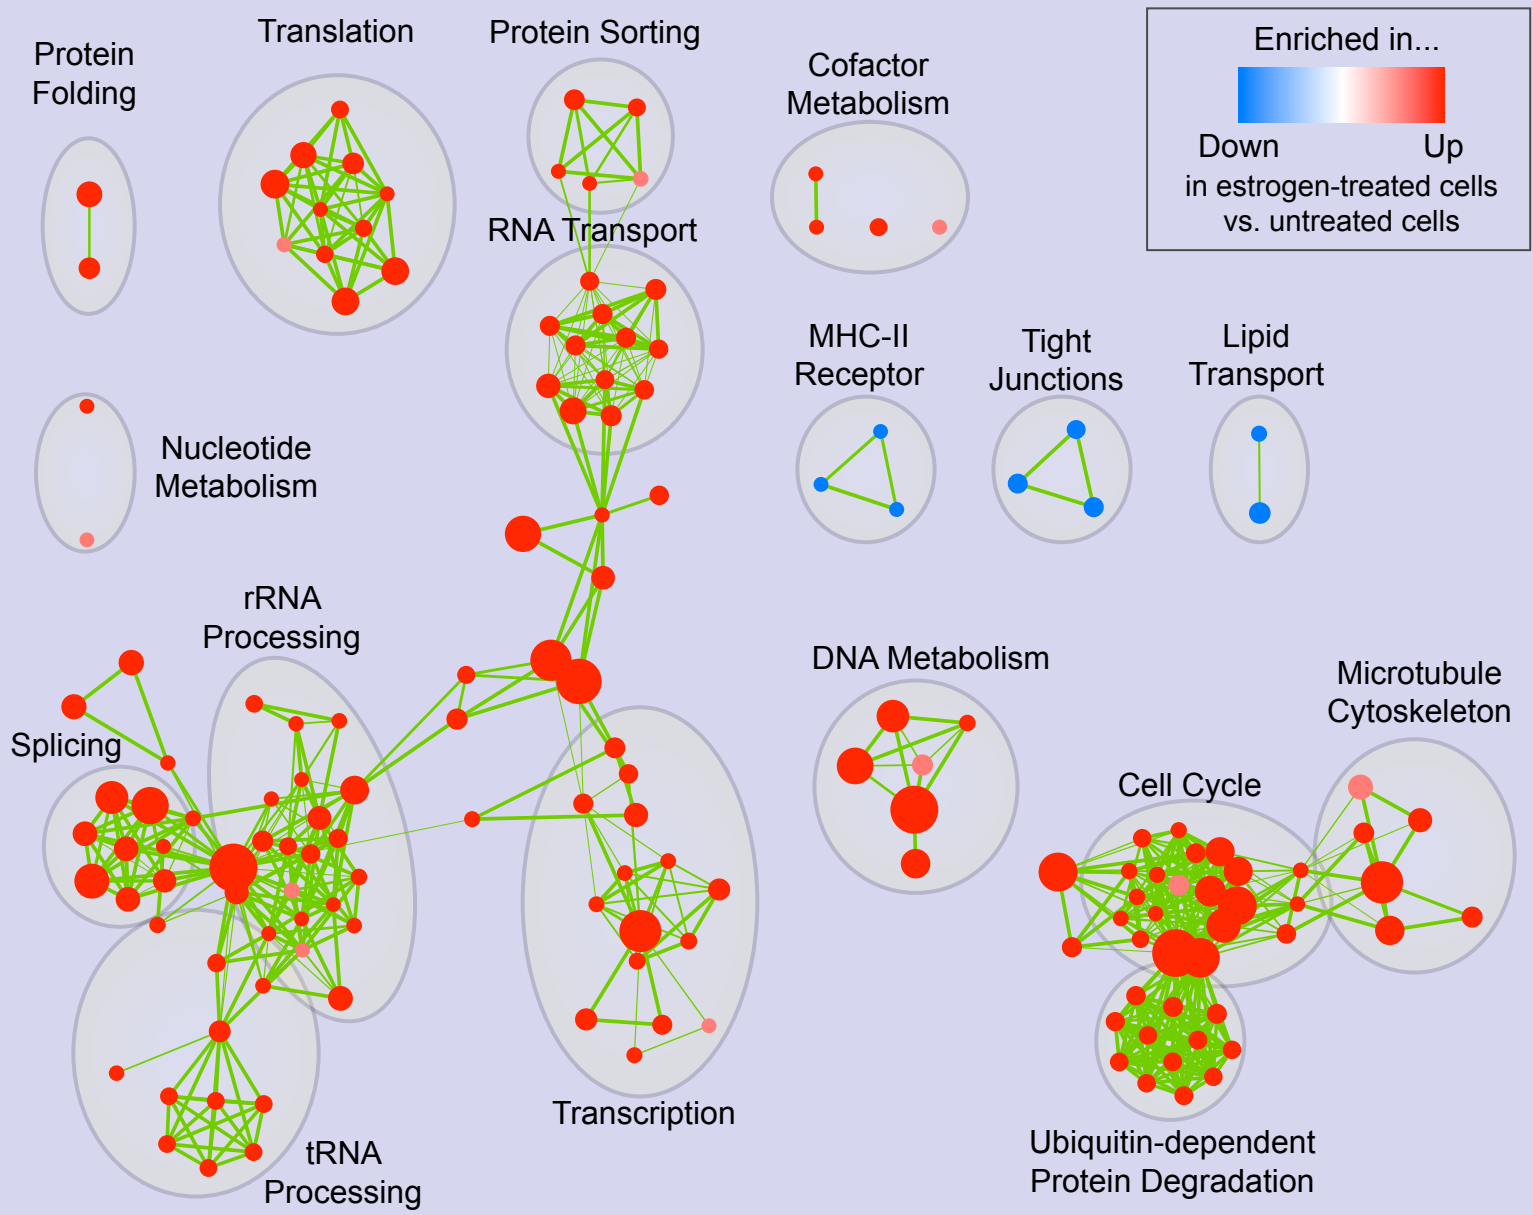 Protein
Folding
Translation
Protein Sorting
Cofactor
Metabolism
Enriched in...
Down
Up
in estrogen-treated cells
vs. untreated cells
RNA Transport
MHC-II
Receptor
Tight
Junctions
Lipid
Transport
Nucleotide
Metabolism
rRNA
Processing
Splicing
DNA Metabolism
Microtubule
Cytoskeleton
Cell Cycle
Transcription
tRNA
Processing
Ubiquitin-dependent
Protein Degradation